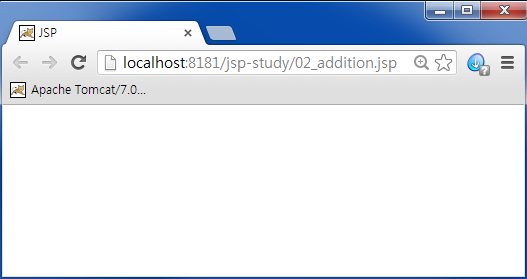 JSP
localhost:8181/jsp-study/02_addition.jsp
Apache Tomcat/7.0...